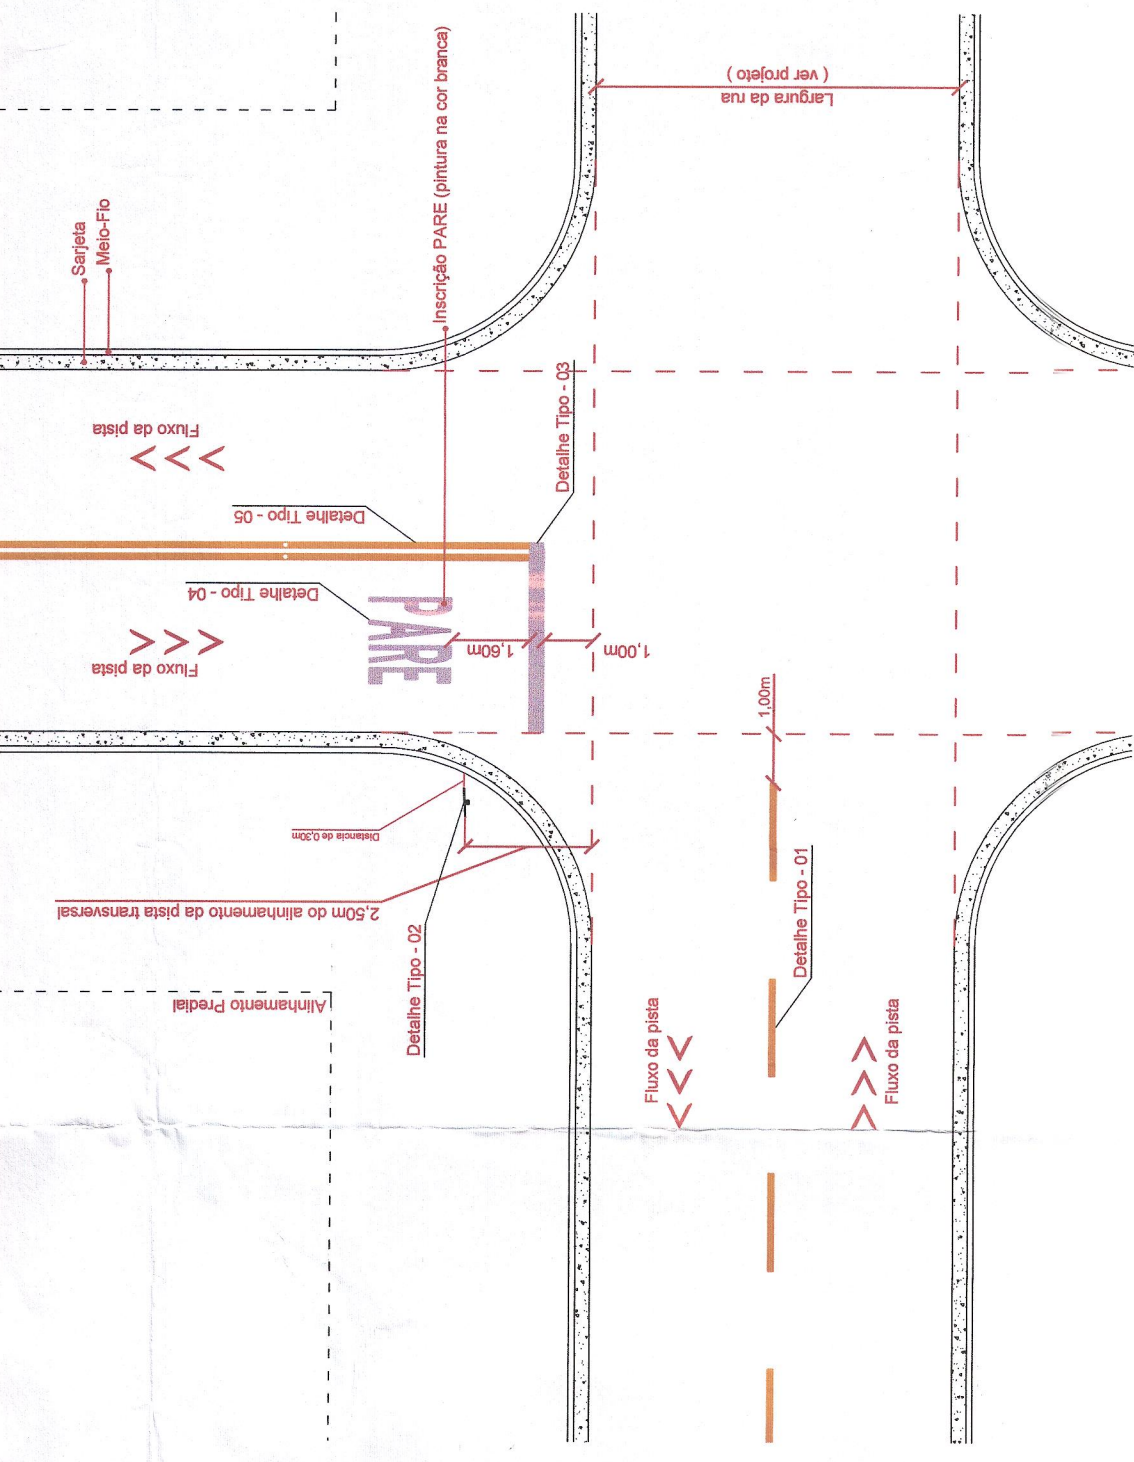 Largura da rua
( ver projeto )
Inscrição PARE (pintura na cor branca)
Sarjeta
Meio-Fio
Fluxo da pista
Detalhe Tipo - 03
Detalhe Tipo - 05
Detalhe Tipo - 04
PARE
1,60m
1,00m
Fluxo da pista
1,00m
Distancia de 0,30m
2,50m do alinhamento da pista transversal
Detalhe Tipo - 02
Detalhe Tipo - 01
Alinhamento Predial
Fluxo da pista
Fluxo da pista